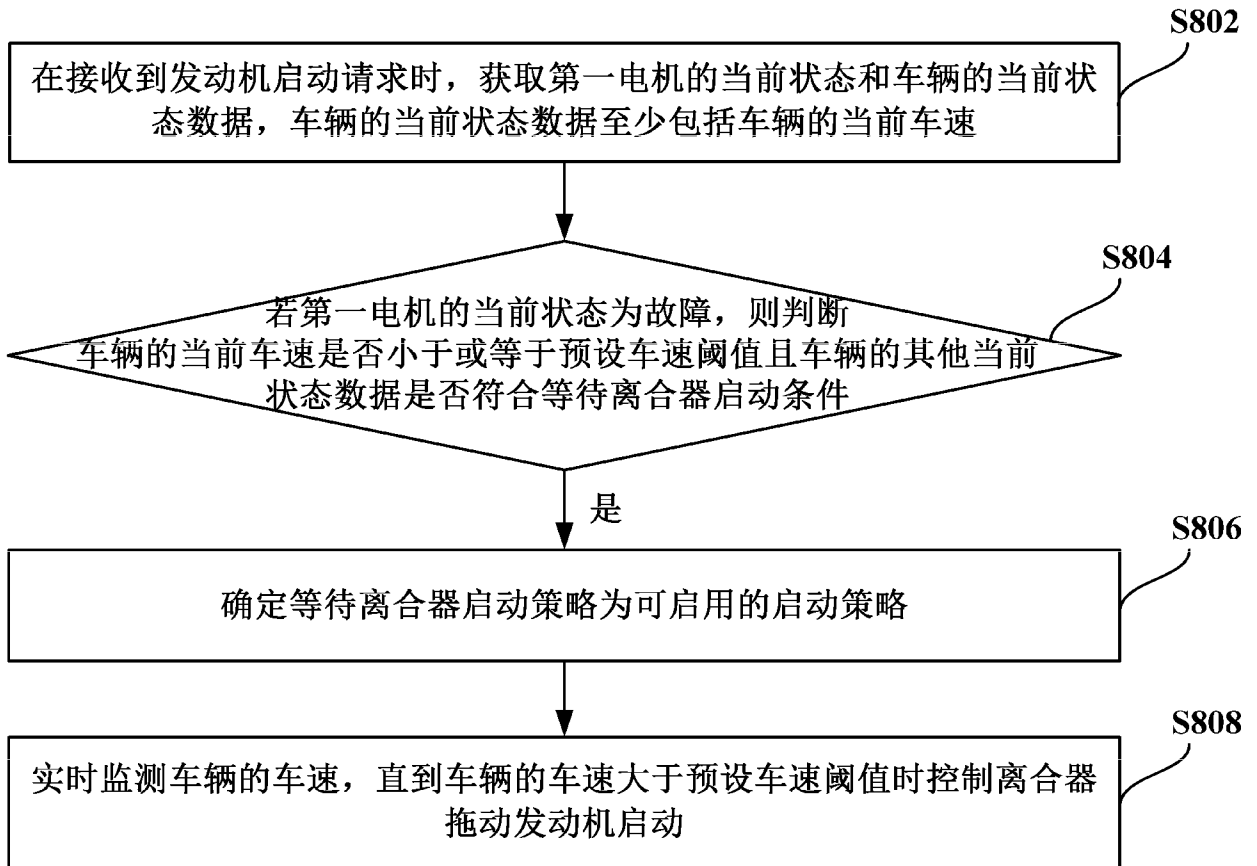 S802
在接收到发动机启动请求时，获取第一电机的当前状态和车辆的当前状
态数据，车辆的当前状态数据至少包括车辆的当前车速
S804
若第一电机的当前状态为故障，则判断
车辆的当前车速是否小于或等于预设车速阈值且车辆的其他当前
状态数据是否符合等待离合器启动条件
是
S806
确定等待离合器启动策略为可启用的启动策略
S808
实时监测车辆的车速，直到车辆的车速大于预设车速阈值时控制离合器
拖动发动机启动